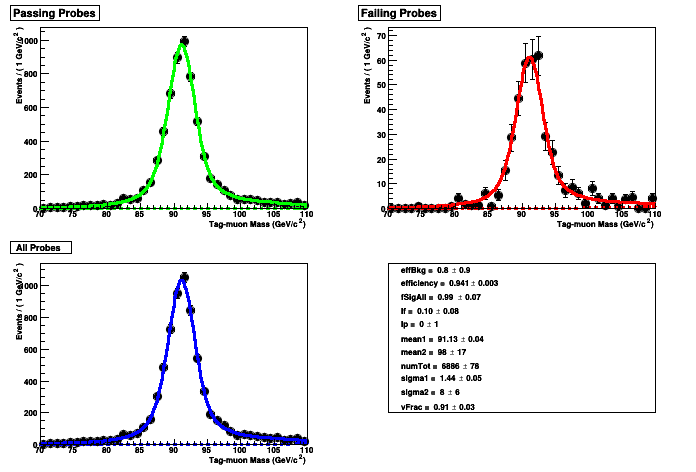 Passing Probes
Events / ( 1 GeV/c² )
1000
800
600
400
200
0
70 75 80 85 90 95 100 105 110
Tag-muon Mass (GeV/c²)
Failing Probes
Events / ( 1 GeV/c² )
70
60
50
40
30
20
10
0
70 75 80 85 90 95 100 105 110
Tag-muon Mass (GeV/c²)
All Probes
Events / ( 1 GeV/c² )
1000
800
600
400
200
0
70 75 80 85 90 95 100 105 110
Tag-muon Mass (GeV/c²)
effBkg = 0.8 ± 0.9
efficiency = 0.941 ± 0.003
fSigAll = 0.99 ± 0.07
lf = 0.10 ± 0.08
lp = 0 ± 1
mean1 = 91.13 ± 0.04
mean2 = 98 ± 17
numTot = 6886 ± 78
sigma1 = 1.44 ± 0.05
sigma2 = 8 ± 6
vFrac = 0.91 ± 0.03